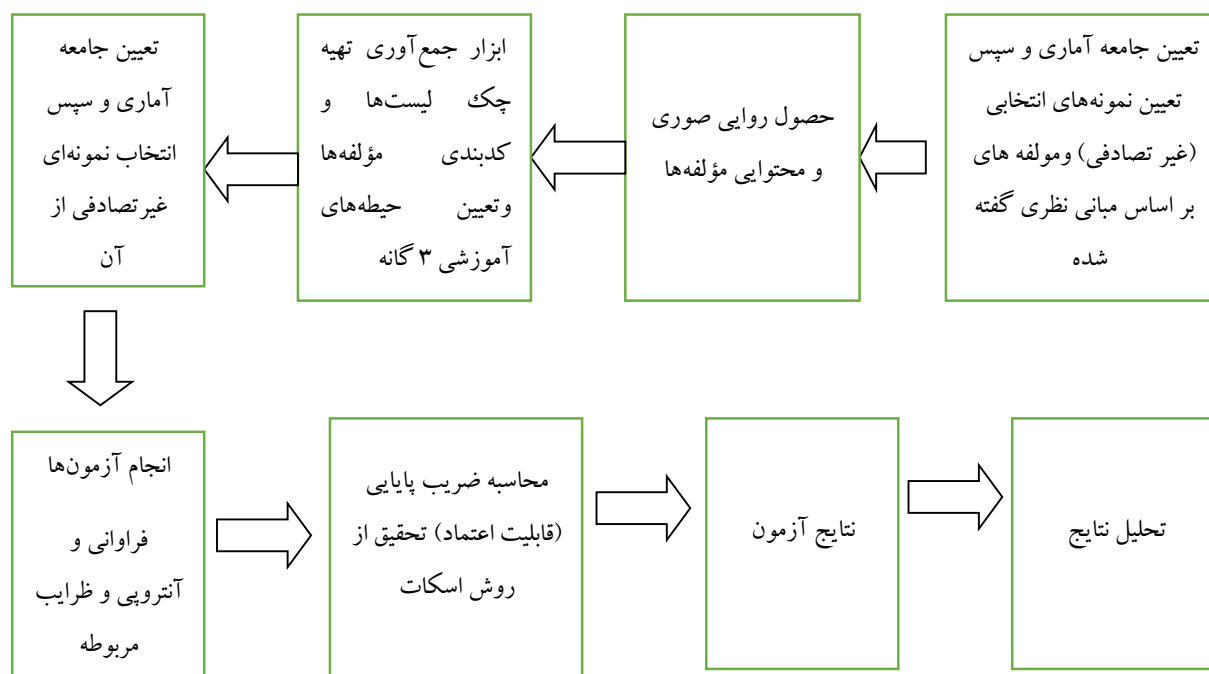 تعیین جامعه آماری و سپس
تعیین نمونه‌های انتخابی
(غیر تصادفی) ومولفه های
بر اساس مبانی نظری گفته
شده
حصول روایی صوری
و محتوایی مؤلفه‌ها
ابزار جمع‌آوری تهیه
چک لیست‌ها و
کدبندی مؤلفه‌ها
وتعیین حیطه‌های
آموزشی ۳ گانه
تعیین جامعه
آماری و سپس
انتخاب نمونه‌ای
غیرتصادفی از
آن
انجام آزمون‌ها
فراوانی و
آنتروپی و ظرایب
مربوطه
محاسبه ضریب پایایی
(قابلیت اعتماد) تحقیق از
روش اسکات
نتایج آزمون
تحلیل نتایج